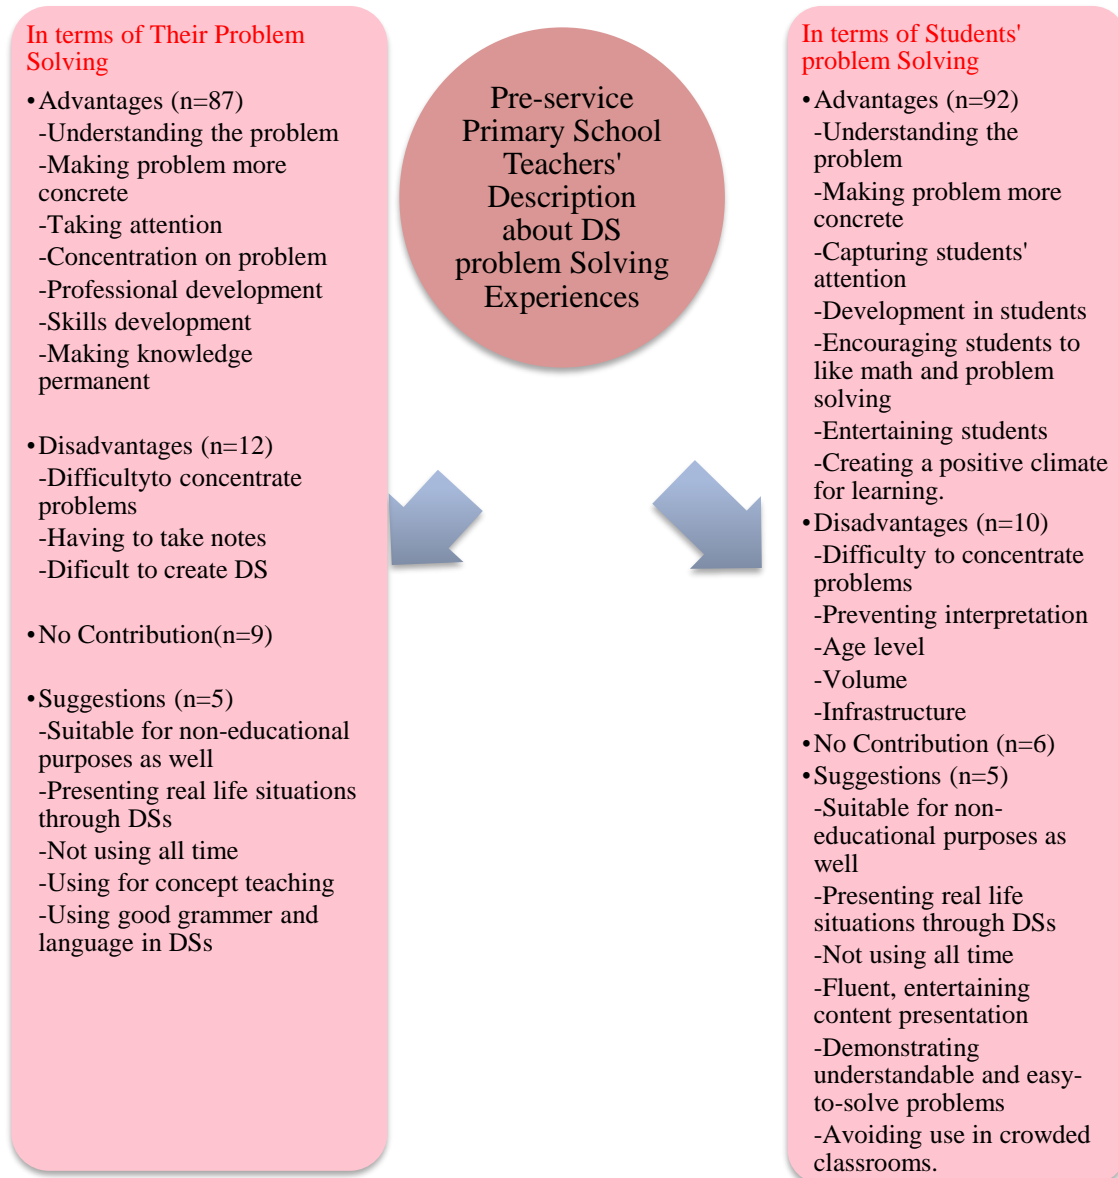 In terms of Their Problem
Solving
•Advantages (n=87)
-Understanding the problem
-Making problem more
concrete
-Taking attention
-Concentration on problem
-Professional development
-Skills development
-Making knowledge
permanent
•Disadvantages (n=12)
-Difficultyto concentrate
problems
-Having to take notes
-Dificult to create DS
•No Contribution(n=9)
•Suggestions (n=5)
-Suitable for non-educational
purposes as well
-Presenting real life situations
through DSs
-Not using all time
-Using for concept teaching
-Using good grammer and
language in DSs
Pre-service
Primary School
Teachers'
Description
about DS
problem Solving
Experiences
In terms of Students'
problem Solving
•Advantages (n=92)
-Understanding the
problem
-Making problem more
concrete
-Capturing students'
attention
-Development in students
-Encouraging students to
like math and problem
solving
-Entertaining students
-Creating a positive climate
for learning.
•Disadvantages (n=10)
-Difficulty to concentrate
problems
-Preventing interpretation
-Age level
-Volume
-Infrastructure
•No Contribution (n=6)
•Suggestions (n=5)
-Suitable for non-
educational purposes as
well
-Presenting real life
situations through DSs
-Not using all time
-Fluent, entertaining
content presentation
-Demonstrating
understandable and easy-
to-solve problems
-Avoiding use in crowded
classrooms.